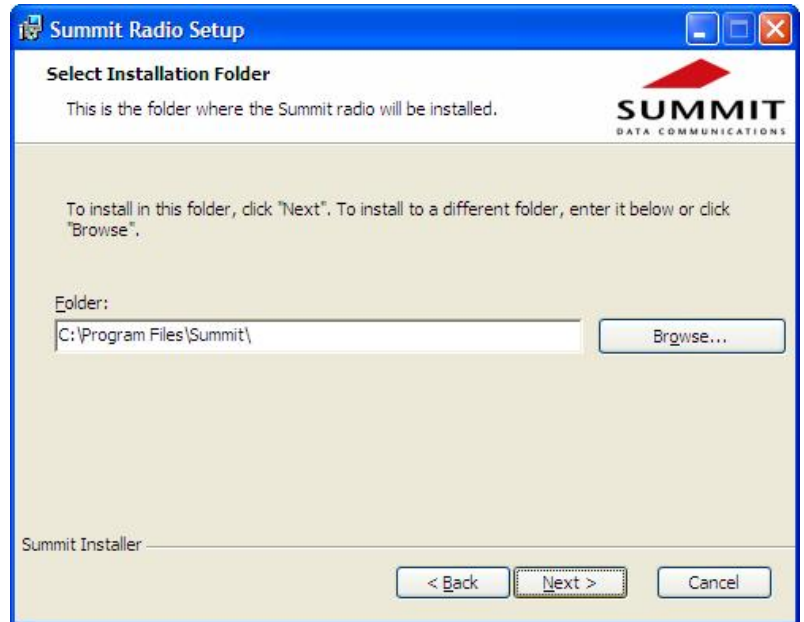 Summit Radio Setup
Select Installation Folder
This is the folder where the Summit radio will be installed.
SUMMIT
DATA COMMUNICATIONS
To install in this folder, click "Next". To install to a different folder, enter it below or click
"Browse".
Folder:
C:\Program Files\Summit\
Browse...
Summit Installer
< Back
Next >
Cancel